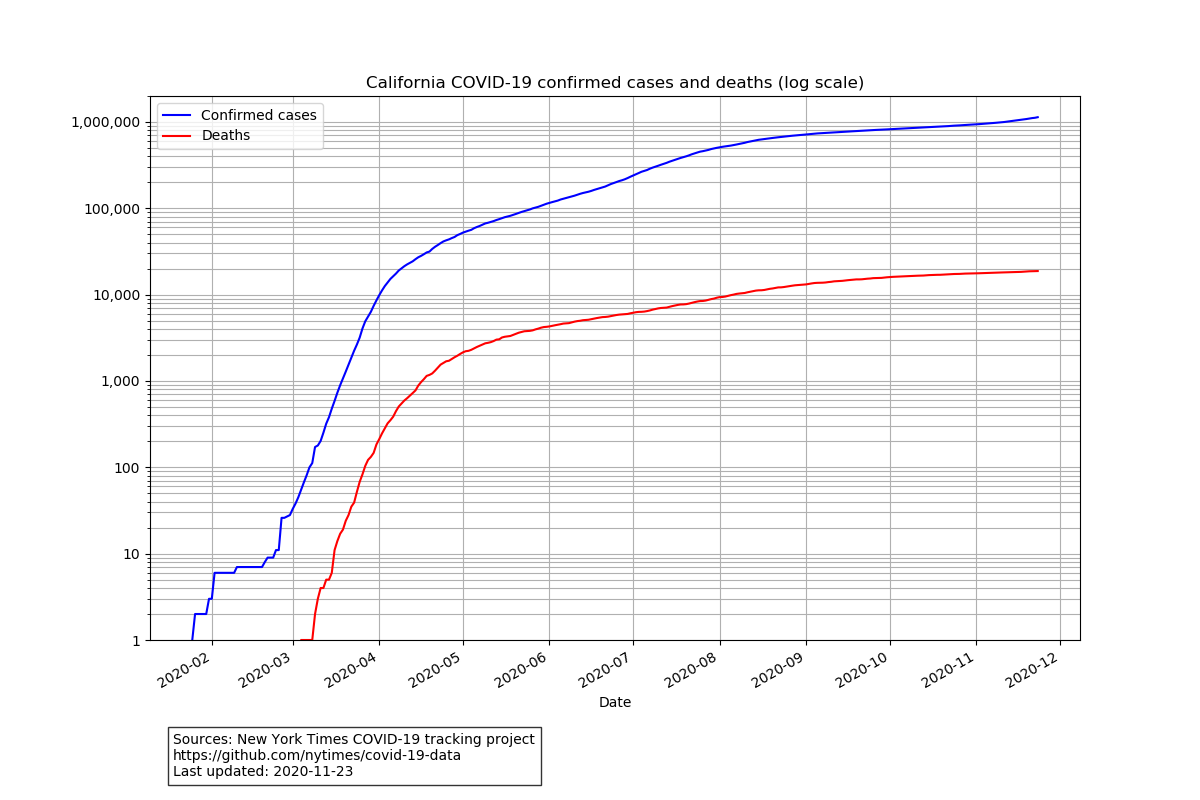 California COVID-19 confirmed cases and deaths (log scale)
Confirmed cases
Deaths
1,000,000
100,000
10,000
1,000
100
10
1
2020-02 2020-03 2020-04 2020-05 2020-06 2020-07 2020-08 2020-09 2020-10 2020-11 2020-12
Date
Sources: New York Times COVID-19 tracking project
https://github.com/nytimes/covid-19-data
Last updated: 2020-11-23